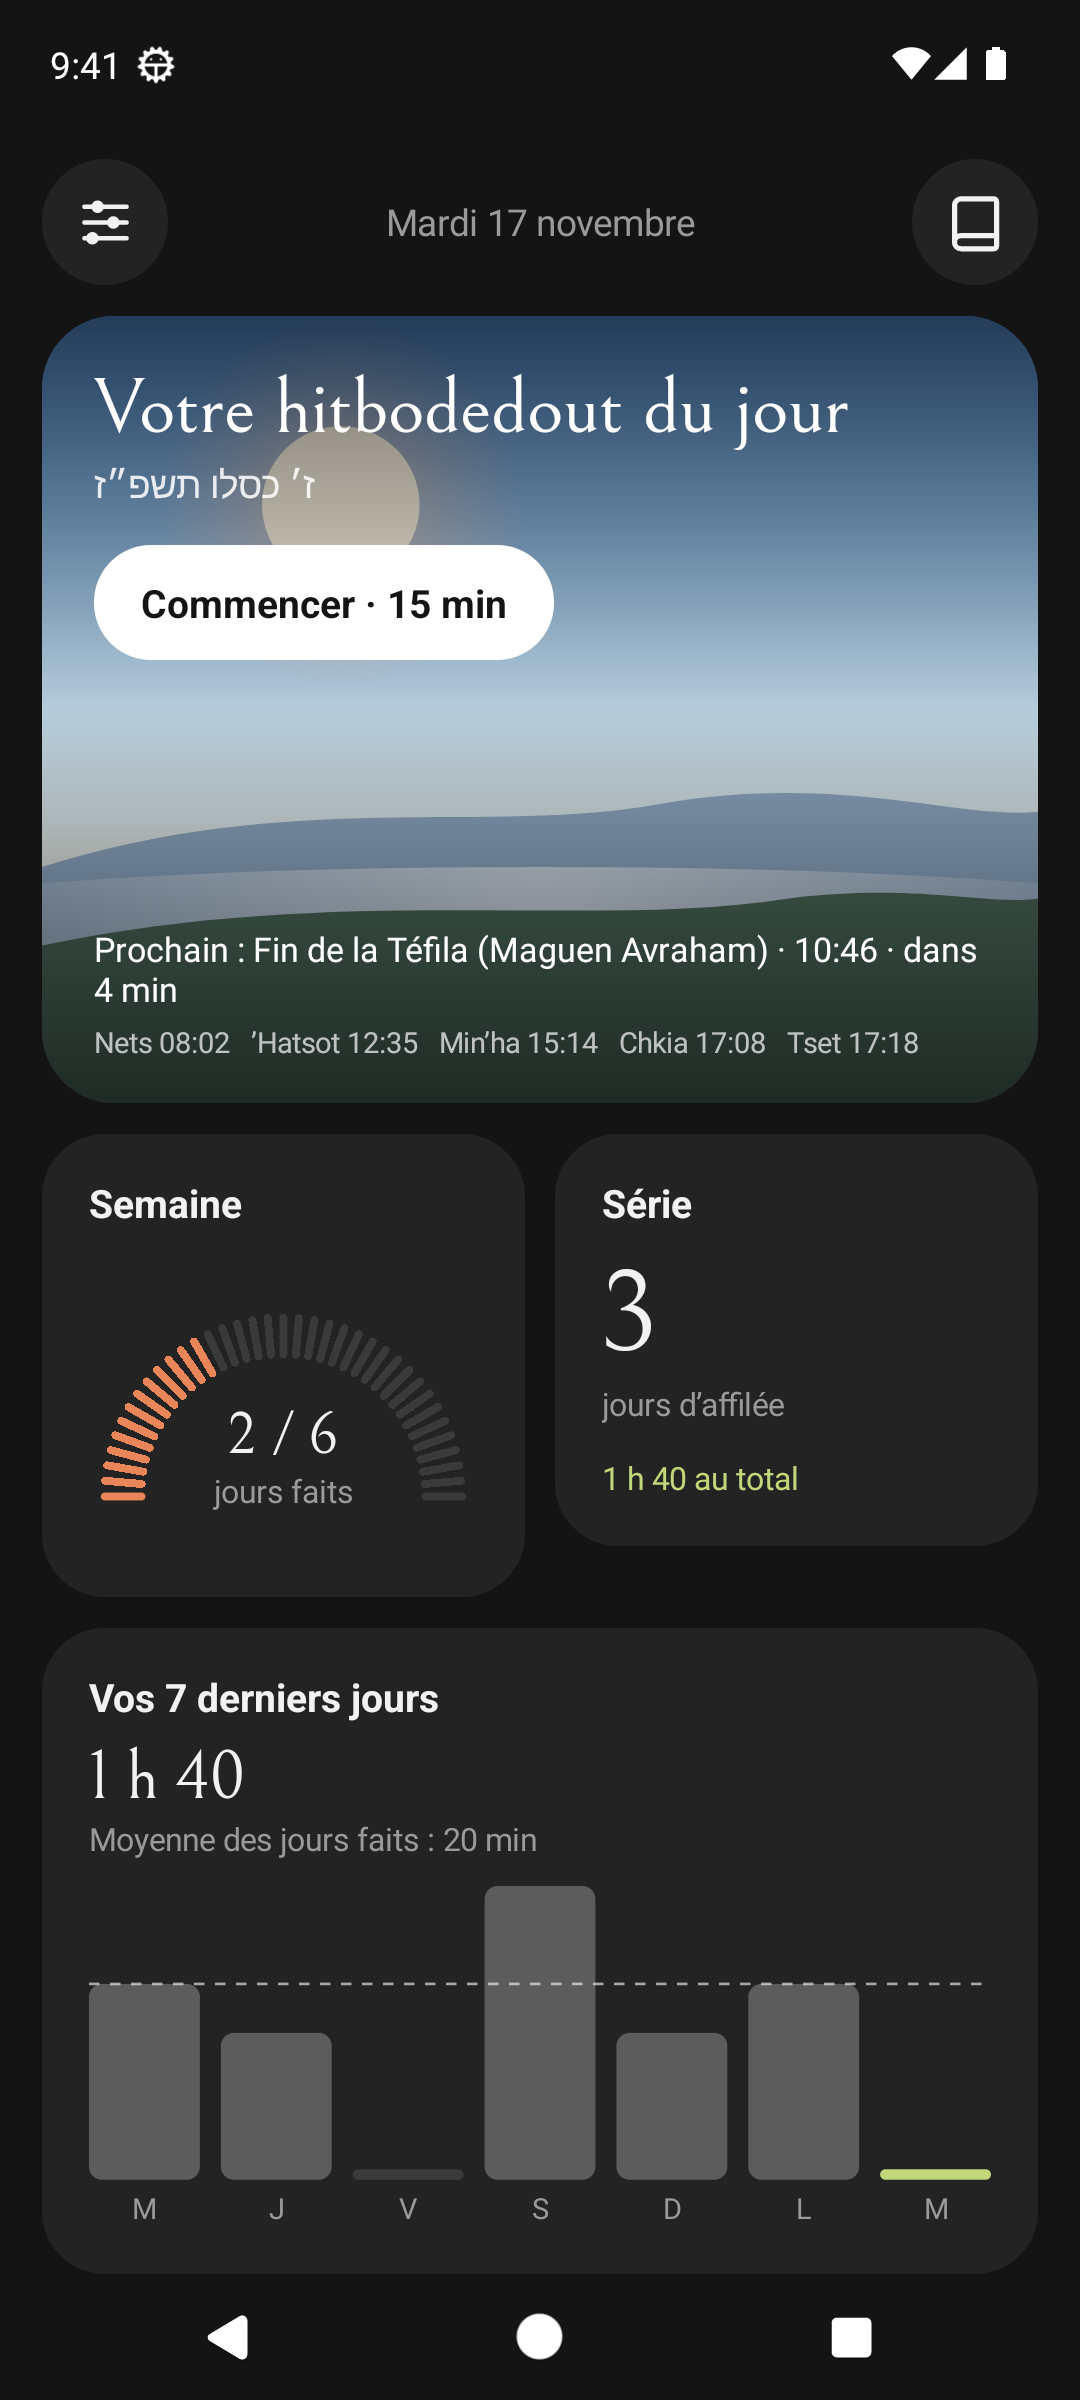 9:41
Mardi 17 novembre
Votre hitbodedout du jour
ז׳ כסלו תשפ״ז
Commencer · 15 min
Prochain : Fin de la Téfila (Maguen Avraham) · 10:46 · dans
4 min
Nets 08:02 ’Hatsot 12:35 Min’ha 15:14 Chkia 17:08 Tset 17:18
Semaine
2 / 6
jours faits
Série
3
jours d’affilée
1 h 40 au total
Vos 7 derniers jours
1 h 40
Moyenne des jours faits : 20 min
M J V S D L M